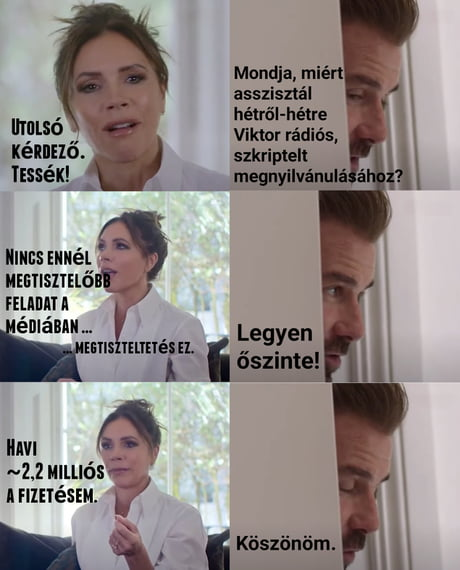 Utolsó
kérdező.
Tessék!
Mondja, miért
asszisztál
hétről-hétre
Viktor rádiós,
szkriptelt
megnyilvánulásához?
Nincs ennél
megtisztelőbb
feladat a
médiában ...
... megtiszteltetés ez.
Legyen
őszinte!
Havi
~2,2 milliós
a fizetésem.
Köszönöm.